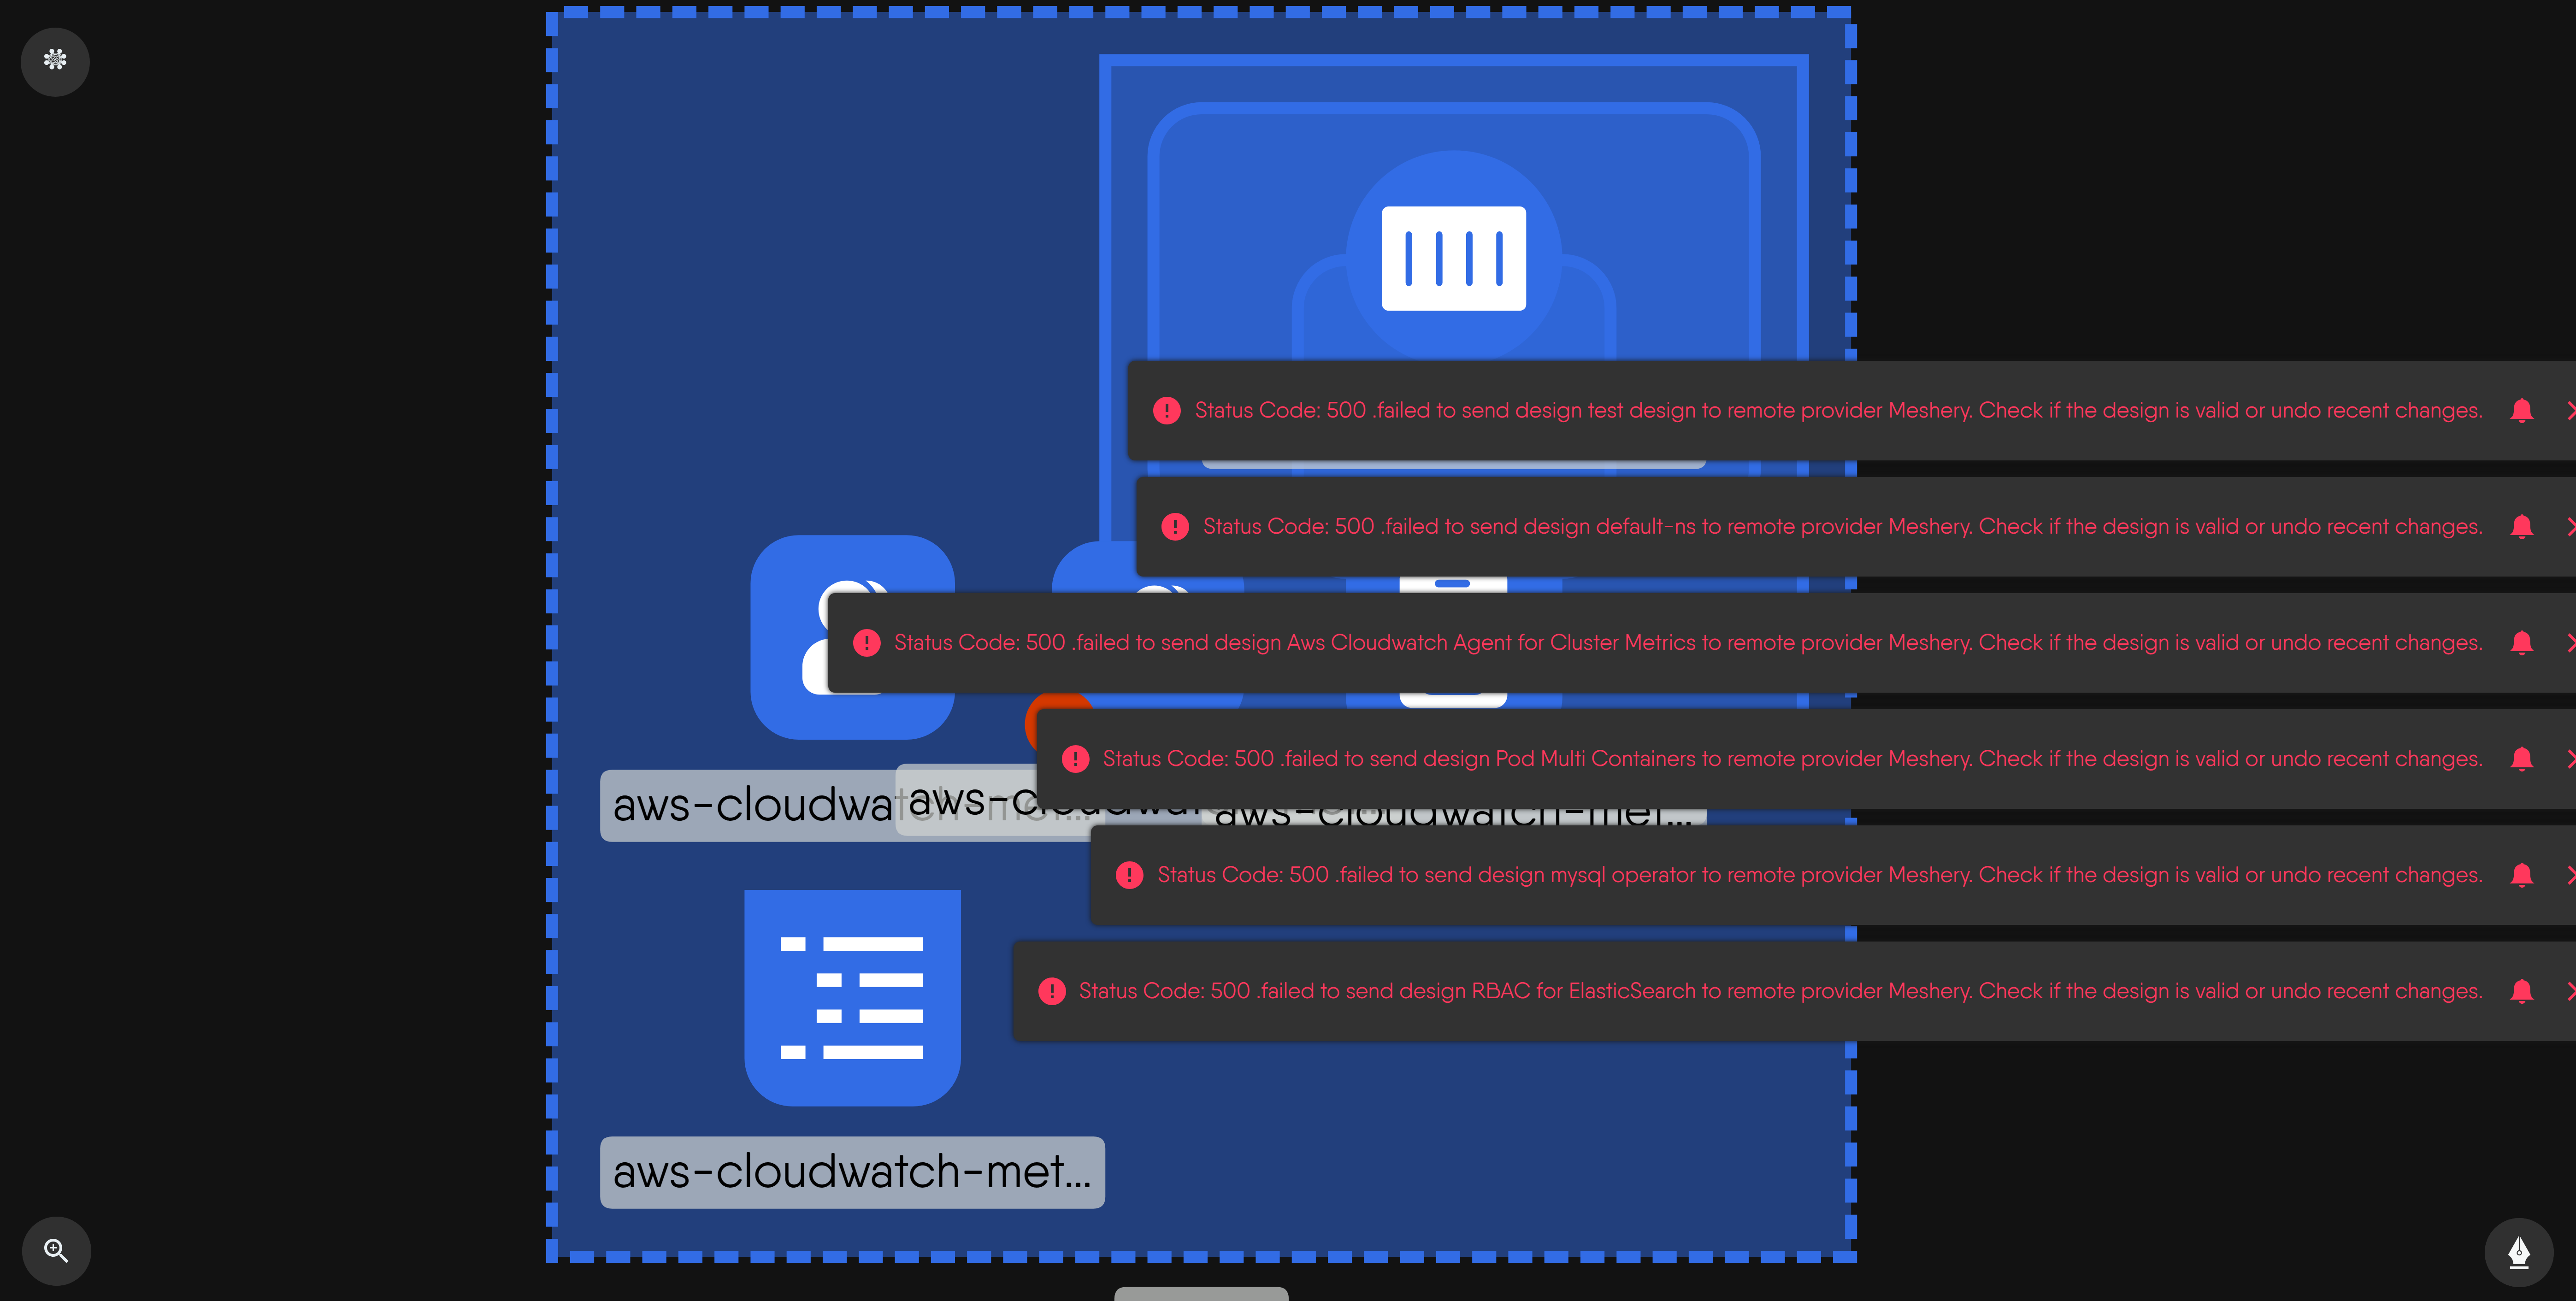 Status Code: 500 .failed to send design test design to remote provider Meshery. Check if the design is valid or undo recent changes.
Status Code: 500 .failed to send design default-ns to remote provider Meshery. Check if the design is valid or undo recent changes.
Status Code: 500 .failed to send design Aws Cloudwatch Agent for Cluster Metrics to remote provider Meshery. Check if the design is valid or undo recent changes.
Status Code: 500 .failed to send design Pod Multi Containers to remote provider Meshery. Check if the design is valid or undo recent changes.
aws-cloudwatch-met...
aws-cloudwat
aws-cloudwatch-met...
Status Code: 500 .failed to send design mysql operator to remote provider Meshery. Check if the design is valid or undo recent changes.
Status Code: 500 .failed to send design RBAC for ElasticSearch to remote provider Meshery. Check if the design is valid or undo recent changes.
aws-cloudwatch-met...